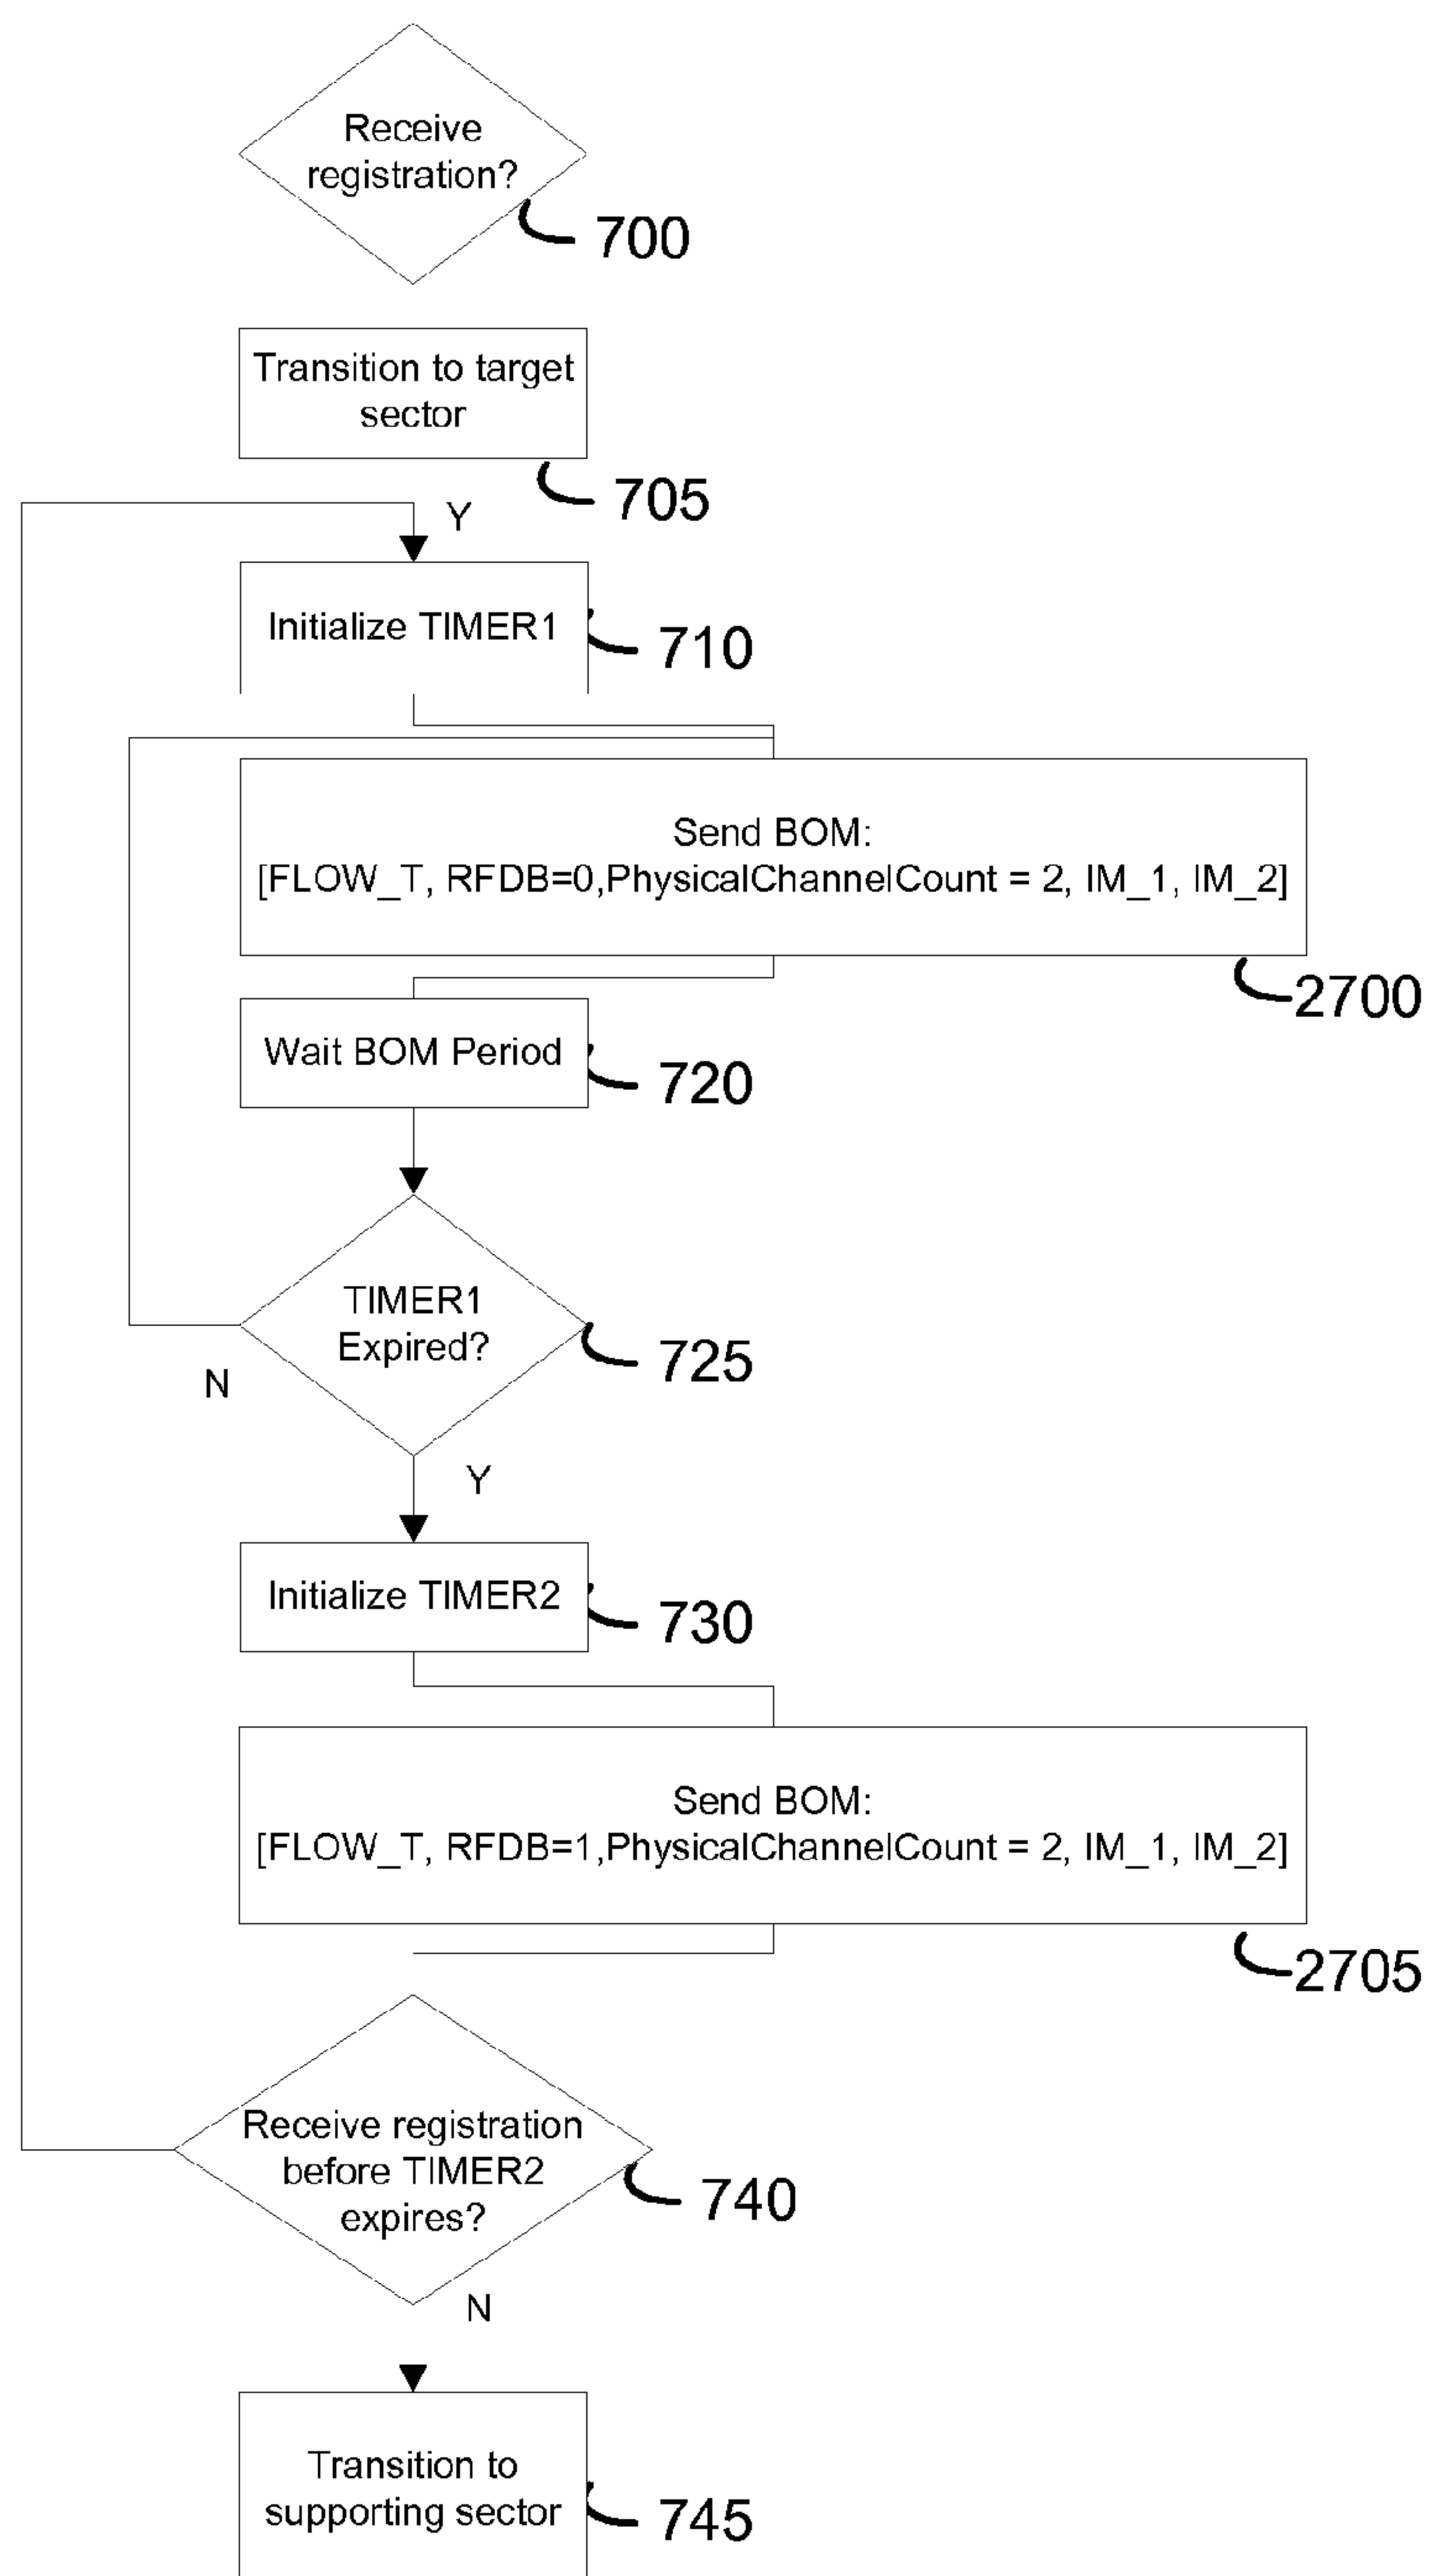 Receive
registration?
700
Transition to target
sector
705
Y
Initialize TIMER1
710
Send BOM:
[FLOW_T, RFDB=0,PhysicalChannelCount = 2, IM_1, IM_2]
2700
Wait BOM Period
720
TIMER1
Expired?
725
N
Y
Initialize TIMER2
730
Send BOM:
[FLOW_T, RFDB=1,PhysicalChannelCount = 2, IM_1, IM_2]
2705
Receive registration
before TIMER2
expires?
740
N
Transition to
supporting sector
745